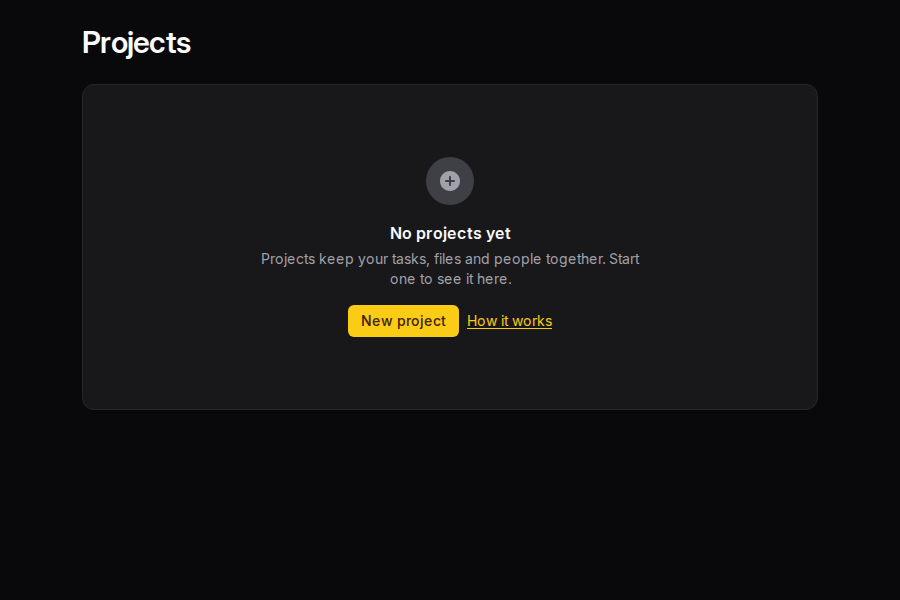 Projects
No projects yet
Projects keep your tasks, files and people together. Start
one to see it here.
New project
How it works